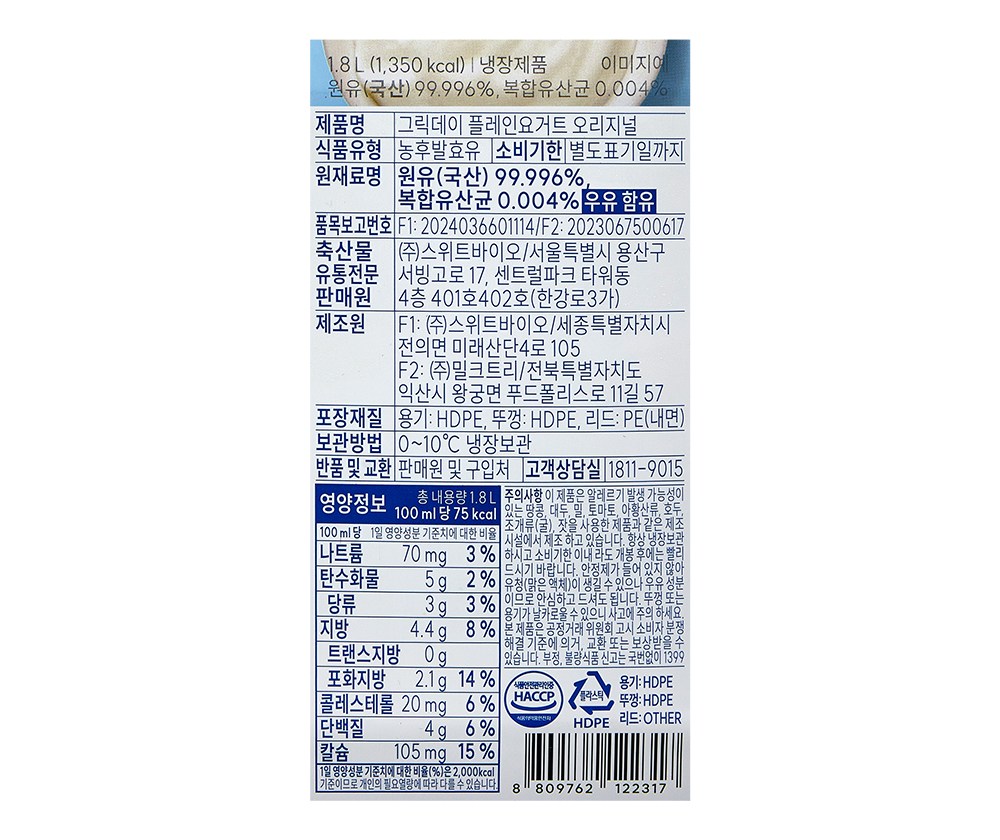 1.8 L (1,350 kcal) | 냉장제품 이미지예
원유(국산) 99.996%, 복합유산균 0.004%
제품명 그릭데이 플레인요거트 오리지널
식품유형 농후발효유 소비기한 별도표기일까지
원재료명 원유(국산) 99.996%,
복합유산균 0.004% 우유 함유
품목보고번호 F1: 2024036601114/F2: 2023067500617
축산물 (주)스위트바이오/서울특별시 용산구
유통전문 서빙고로 17, 센트럴파크 타워동
판매원 4층 401호402호(한강로3가)
제조원 F1: (주)스위트바이오/세종특별자치시
전의면 미래산단4로 105
F2: (주)밀크트리/전북특별자치도
익산시 왕궁면 푸드폴리스로 11길 57
포장재질 용기: HDPE, 뚜껑: HDPE, 리드: PE(내면)
보관방법 0~10℃ 냉장보관
반품 및 교환 판매원 및 구입처 고객상담실 1811-9015
영양정보 총 내용량 1.8 L
100 ml 당 75 kcal
100 ml 당 1일 영양성분 기준치에 대한 비율
나트륨 70 mg 3 %
탄수화물 5 g 2 %
당류 3 g 3 %
지방 4.4 g 8 %
트랜스지방 0 g
포화지방 2.1 g 14 %
콜레스테롤 20 mg 6 %
단백질 4 g 6 %
칼슘 105 mg 15 %
1일 영양성분 기준치에 대한 비율(%)은 2,000kcal
기준이므로 개인의 필요열량에 따라 다를 수 있습니다.
주의사항 이 제품은 알레르기 발생 가능성이
있는 땅콩, 대두, 밀, 토마토, 아황산류, 호두,
조개류(굴), 잣을 사용한 제품과 같은 제조
시설에서 제조 하고 있습니다. 항상 냉장보관
하시고 소비기한 이내 라도 개봉 후에는 빨리
드시기 바랍니다. 안정제가 들어 있지 않아
유청(맑은 액체)이 생길 수 있으나 우유 성분
이므로 안심하고 드셔도 됩니다. 뚜껑 또는
용기가 날카로울 수 있으니 사고에 주의 하세요.
본 제품은 공정거래 위원회 고시 소비자 분쟁
해결 기준에 의거, 교환 또는 보상받을 수
있습니다. 부정, 불량식품 신고는 국번없이 1399
식품안전관리인증
HACCP
식품의약품안전처
플라스틱
HDPE
용기: HDPE
뚜껑: HDPE
리드: OTHER
8 809762 122317